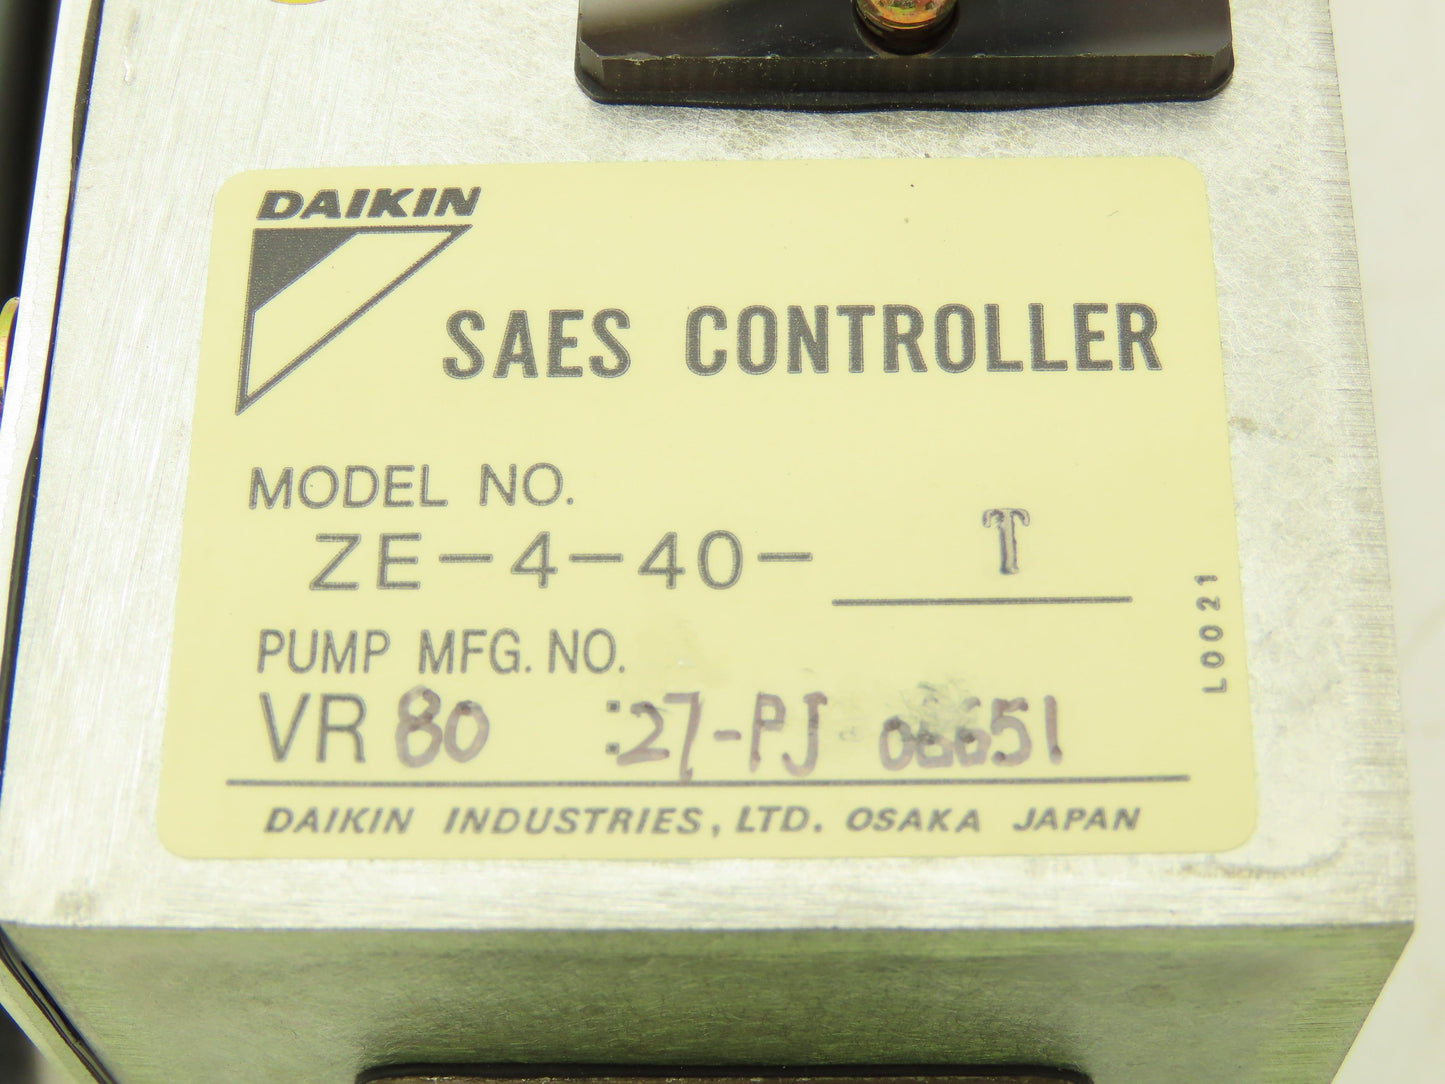 DAIKIN
SAES CONTROLLER
MODEL NO.
ZE-4-40- T
PUMP MFG. NO.
VR 80 :27-PJ 06651
DAIKIN INDUSTRIES, LTD. OSAKA JAPAN
L0021